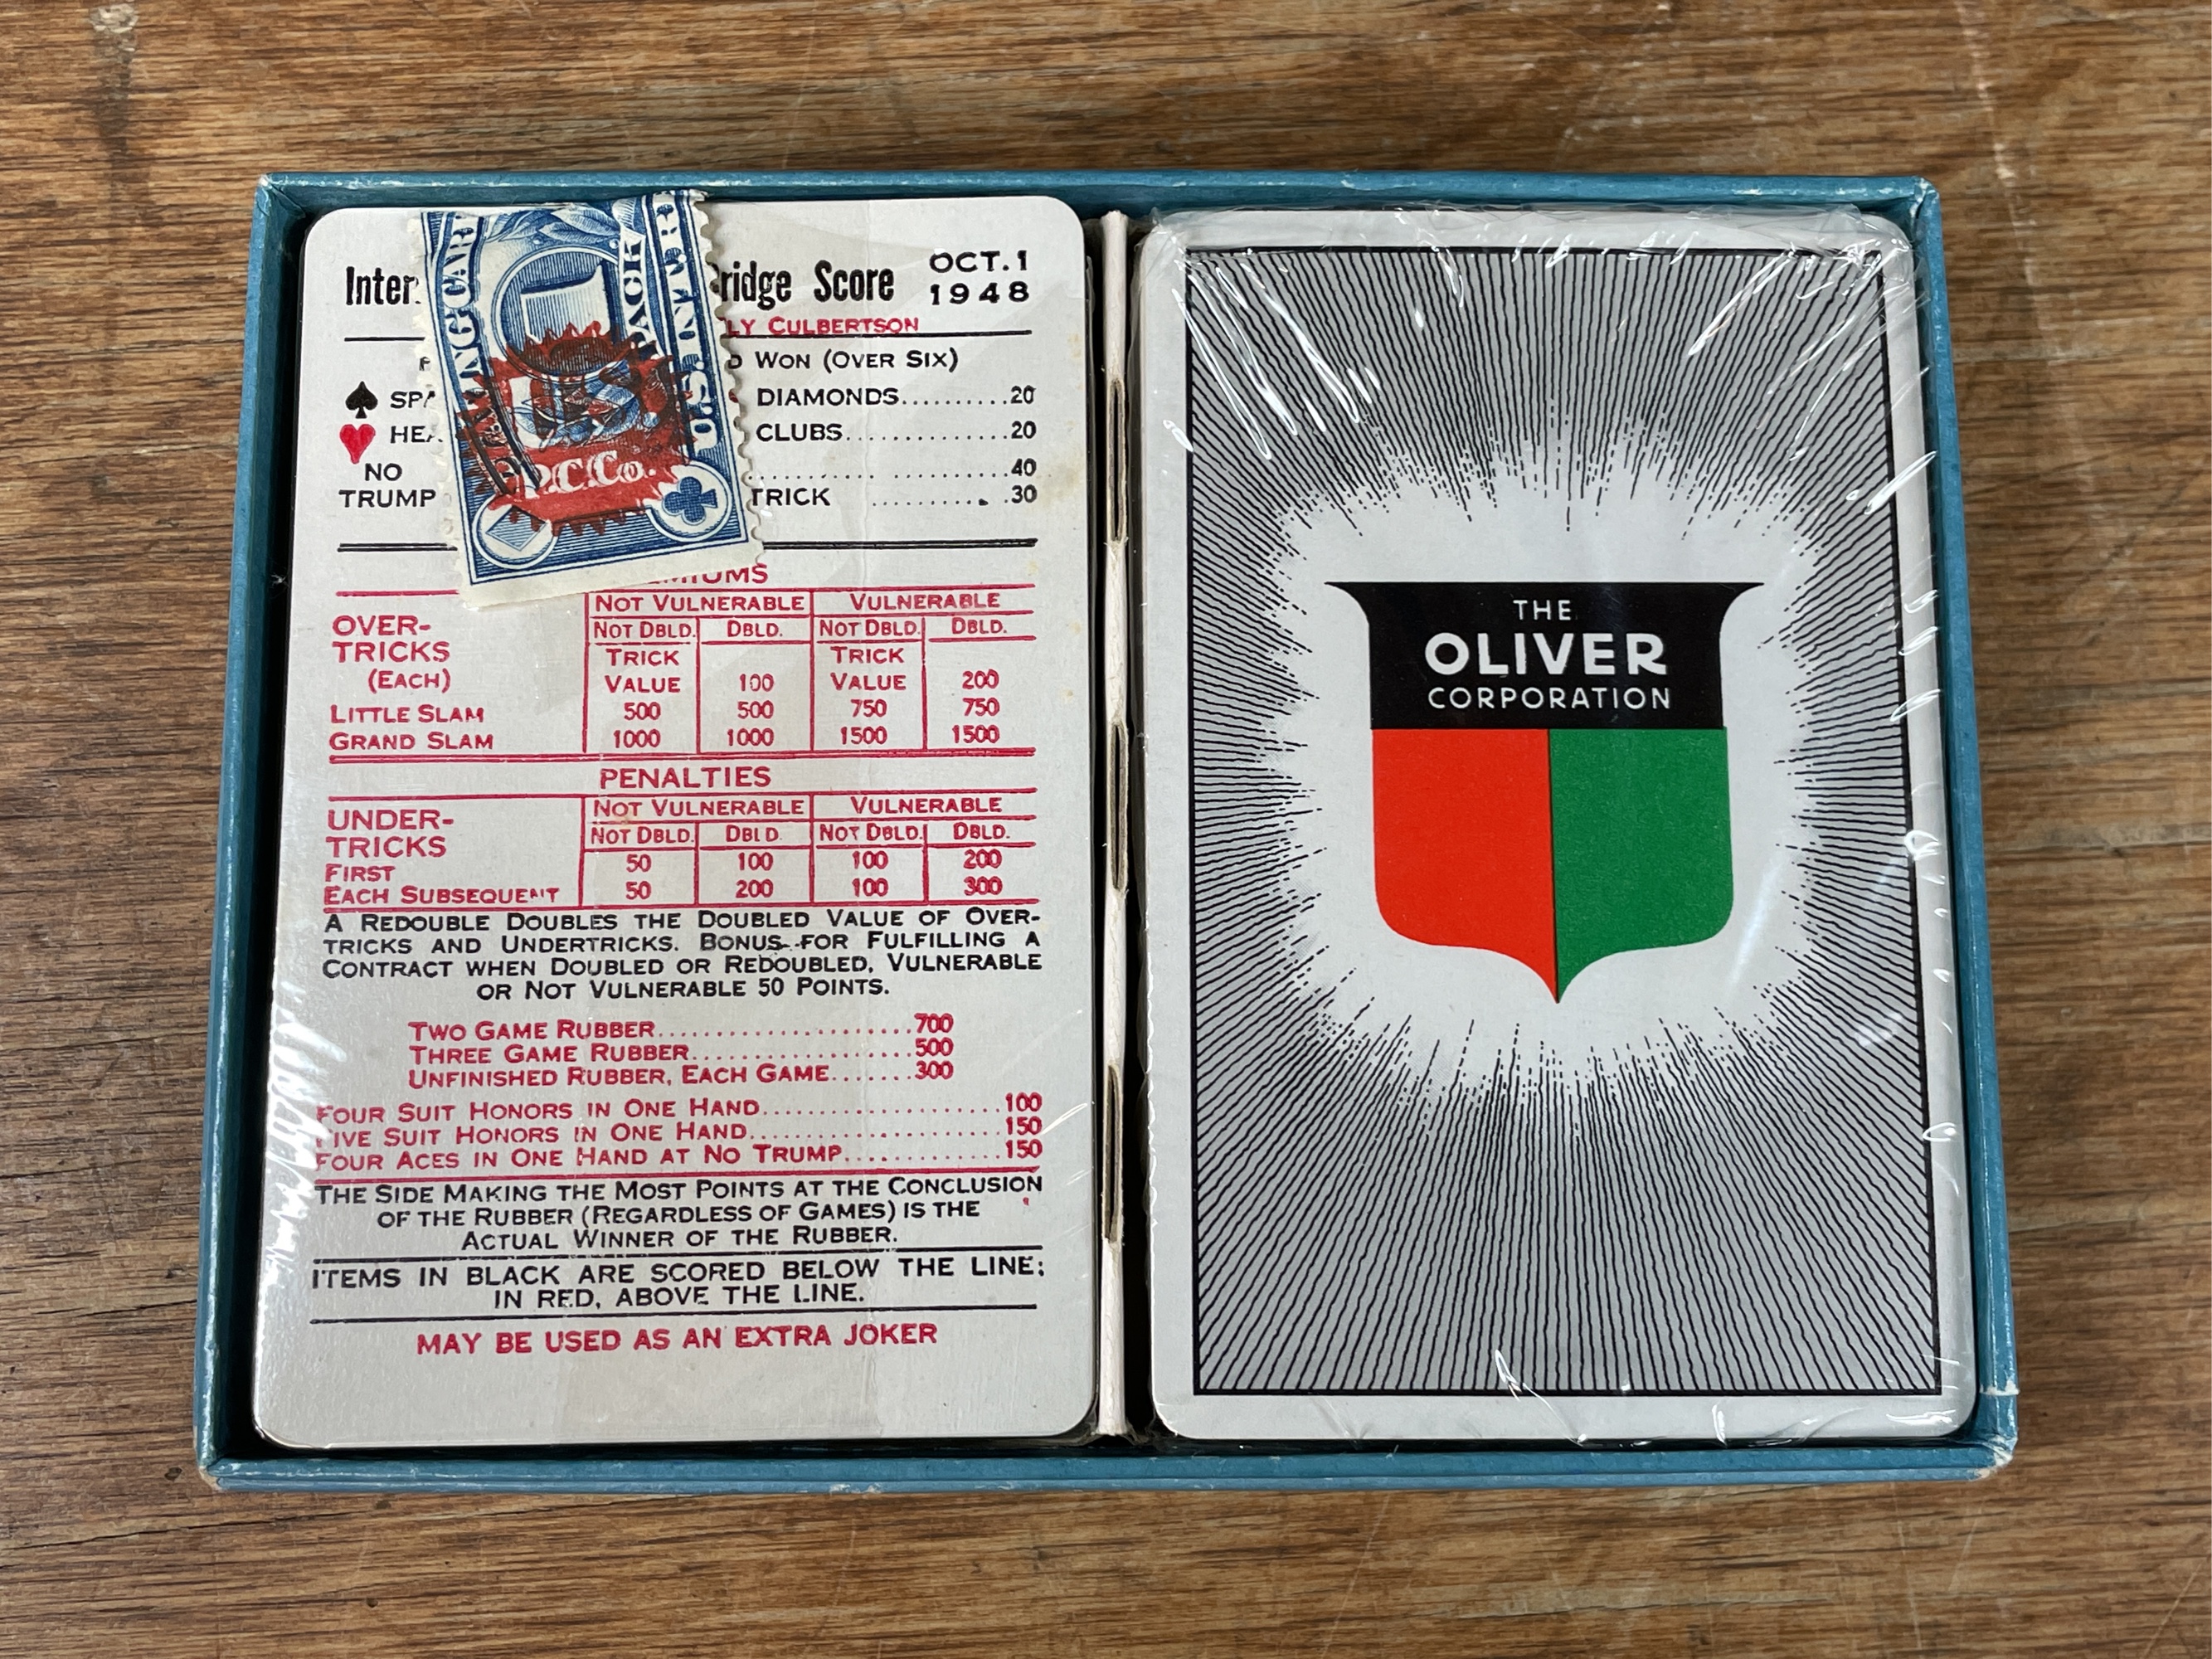 Bridge Score OCT. 1
1948
LY CULBERTSON
WON (OVER SIX)
DIAMONDS..........20
CLUBS..............20
NO .................40
TRUMP TRICK ...........30
PLAYING CARDS
PACK
U.S. INT. R
P.C.Co.
NOT VULNERABLE VULNERABLE
OVER- NOT DBLD. DBLD. NOT DBLD. DBLD.
TRICKS TRICK TRICK
(EACH) VALUE 100 VALUE 200
LITTLE SLAM 500 500 750 750
GRAND SLAM 1000 1000 1500 1500
PENALTIES
NOT VULNERABLE VULNERABLE
UNDER- NOT DBLD. DBLD. NOT DBLD. DBLD.
TRICKS
FIRST 50 100 100 200
EACH SUBSEQUENT 50 200 100 300
A REDOUBLE DOUBLES THE DOUBLED VALUE OF OVER-
TRICKS AND UNDERTRICKS. BONUS FOR FULFILLING A
CONTRACT WHEN DOUBLED OR REDOUBLED, VULNERABLE
OR NOT VULNERABLE 50 POINTS.
TWO GAME RUBBER......................700
THREE GAME RUBBER...................500
UNFINISHED RUBBER, EACH GAME.......300
FOUR SUIT HONORS IN ONE HAND....................100
FIVE SUIT HONORS IN ONE HAND.....................150
FOUR ACES IN ONE HAND AT NO TRUMP.............150
THE SIDE MAKING THE MOST POINTS AT THE CONCLUSION
OF THE RUBBER (REGARDLESS OF GAMES) IS THE
ACTUAL WINNER OF THE RUBBER.
ITEMS IN BLACK ARE SCORED BELOW THE LINE;
IN RED, ABOVE THE LINE.
MAY BE USED AS AN EXTRA JOKER
THE
OLIVER
CORPORATION